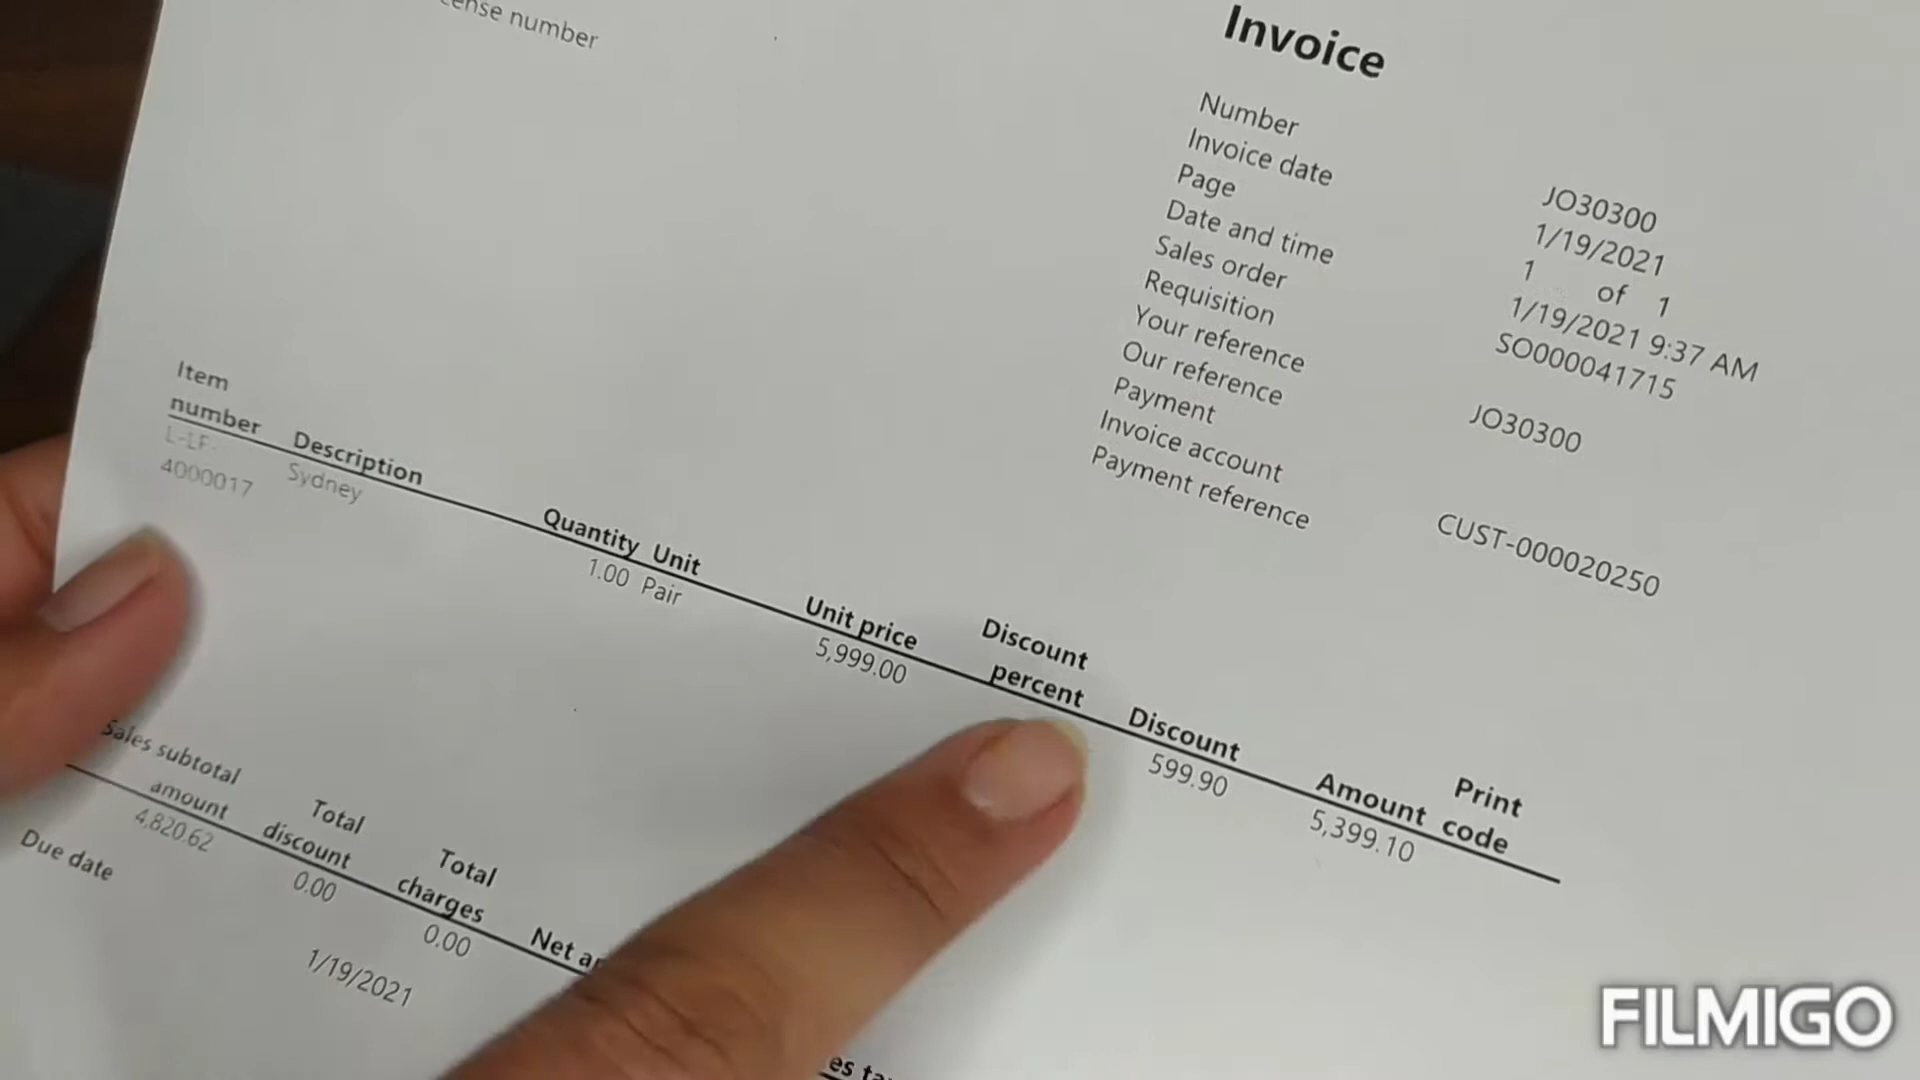 number
Invoice
Number JO30300
Invoice date 1/19/2021
Page 1 of 1
Date and time 1/19/2021 9:37 AM
Sales order SO000041715
Requisition
Your reference JO30300
Our reference
Payment
Invoice account CUST-000020250
Payment reference
Item number Description Quantity Unit Unit price Discount percent Discount Amount Print code
L-LF-4000017 Sydney 1.00 Pair 5,999.00 599.90 5,399.10
Sales subtotal amount Total discount Total charges Net
4,820.62 0.00 0.00
Due date 1/19/2021
FILMIGO